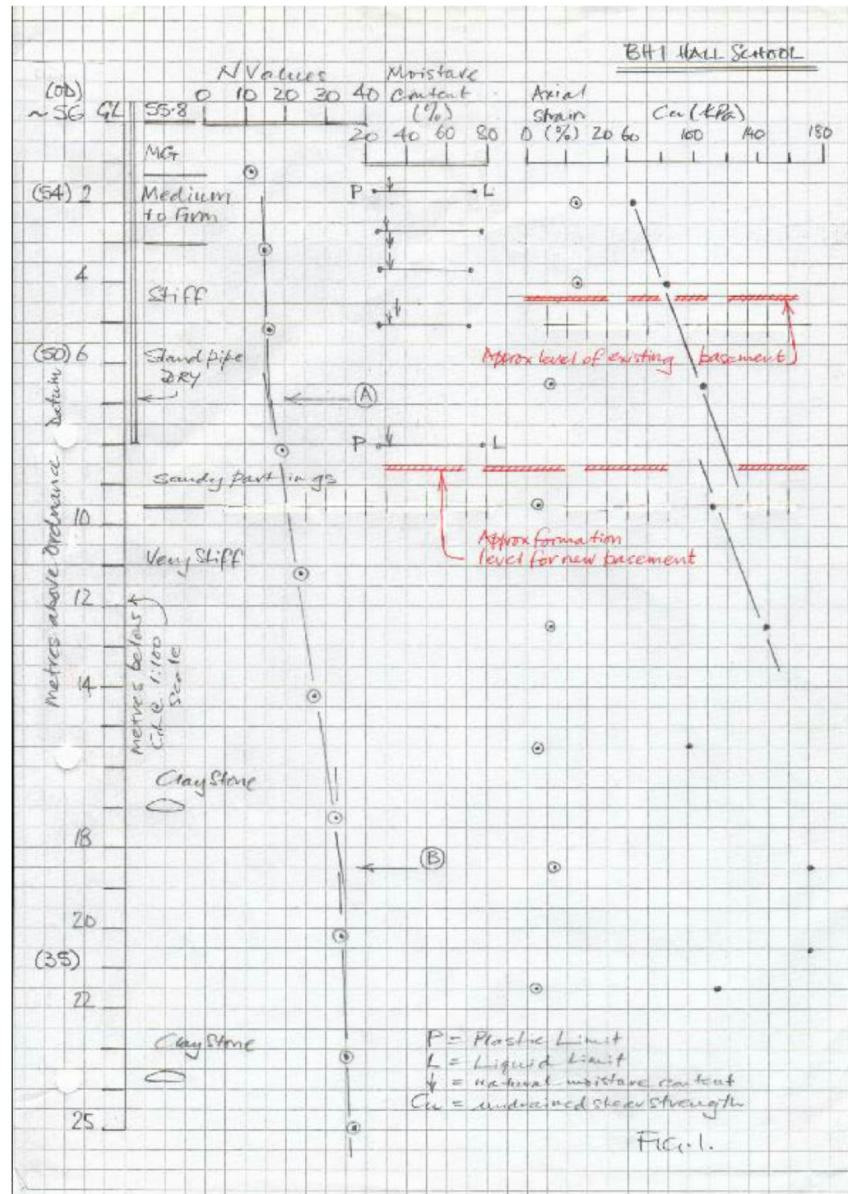 BH1 HALL SCHOOL
N Values
Moisture
Content
(%)
Axial
Strain
(%)
Cu (kPa)
(OD)
~ 56 GL 55.8
0 10 20 30 40
20 40 60 80
0 20
60 100 140 180
MG
(54) 2 Medium
to Firm
P L
4
Stiff
(50) 6
Standpipe
DRY
Approx level of existing basement
A
P L
Sandy partings
10
Approx formation
level for new basement
Very Stiff
12
metres above Ordnance Datum
metres below
G.L @ 1:100
Scale
14
Claystone
18
B
20
(35)
22
Claystone
P = Plastic Limit
L = Liquid Limit
↓ = natural moisture content
Cu = undrained shear strength
25
FIG.1.